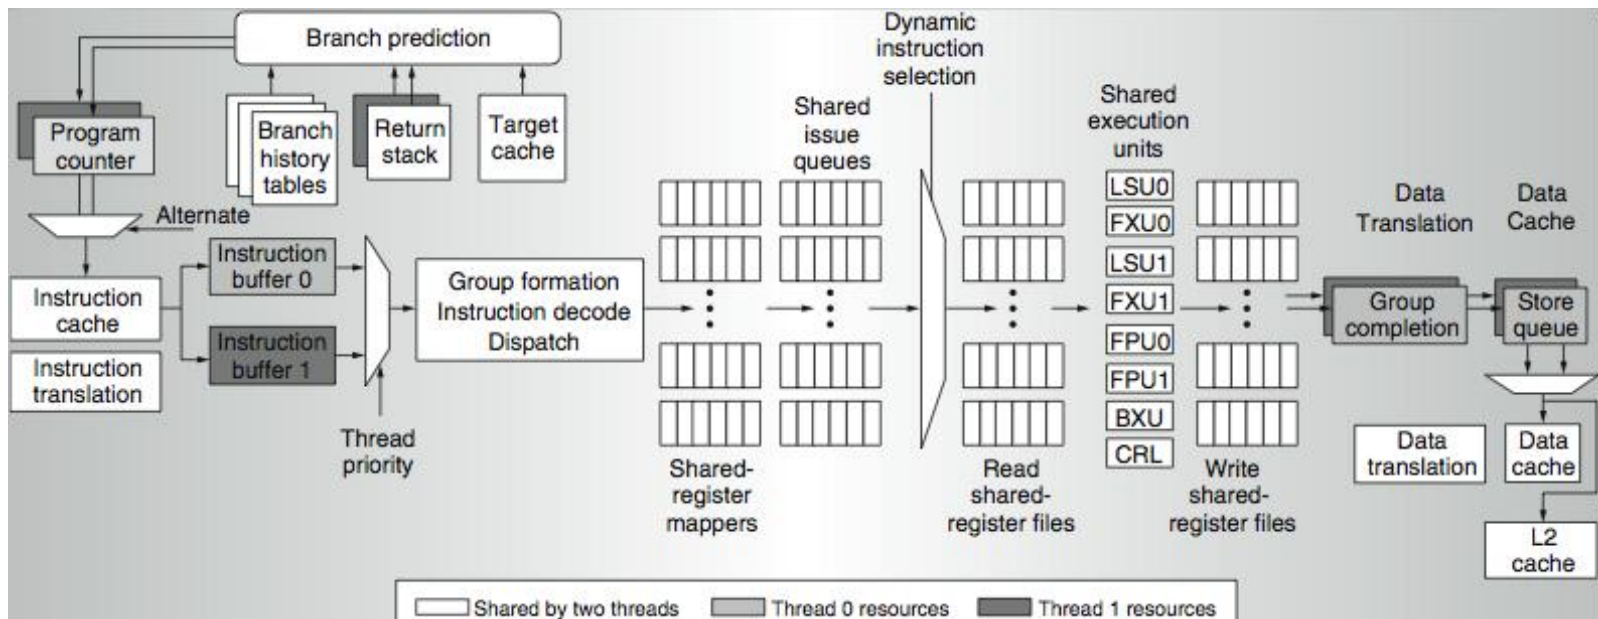 Branch prediction
Program
counter
Branch
history
tables
Return
stack
Target
cache
Alternate
Instruction
cache
Instruction
translation
Instruction
buffer 0
Instruction
buffer 1
Thread
priority
Group formation
Instruction decode
Dispatch
Shared-
register
mappers
Shared
issue
queues
Dynamic
instruction
selection
Read
shared-
register files
Shared
execution
units
LSU0
FXU0
LSU1
FXU1
FPU0
FPU1
BXU
CRL
Write
shared-
register files
Data
Translation
Group
completion
Data
Cache
Store
queue
Data
translation
Data
cache
L2
cache
Shared by two threads
Thread 0 resources
Thread 1 resources